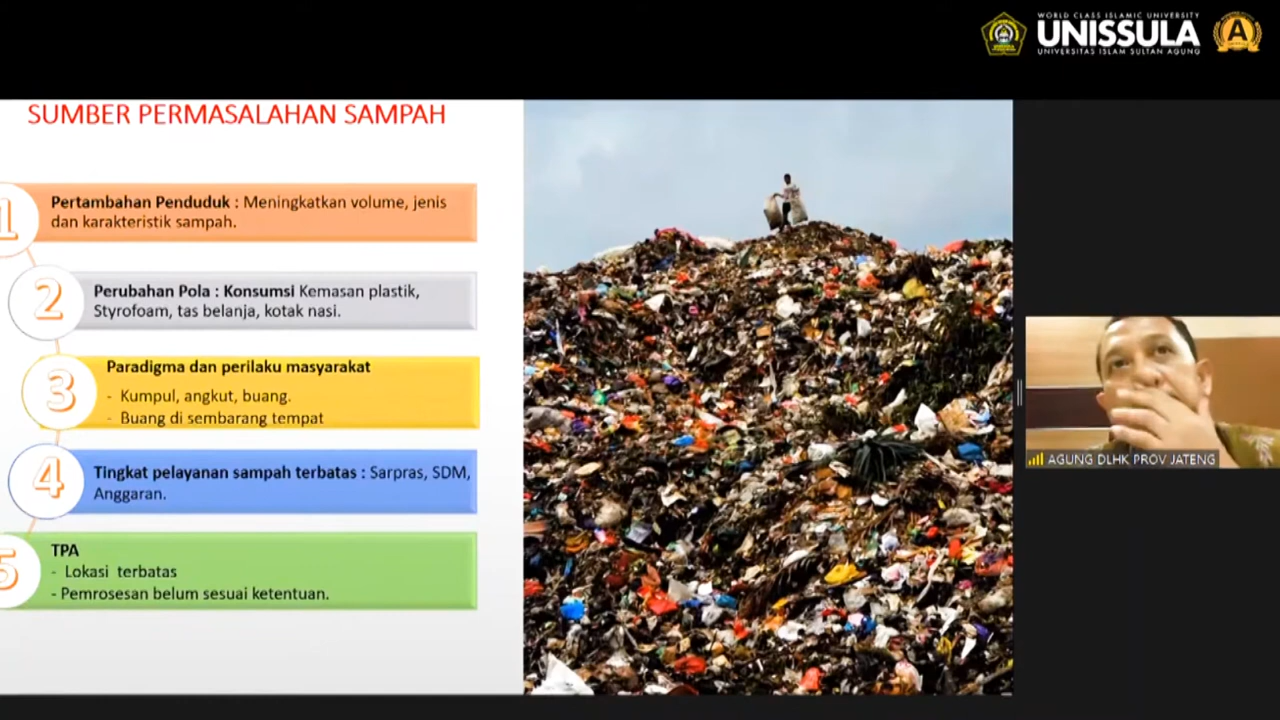 WORLD CLASS ISLAMIC UNIVERSITY
UNISSULA
UNIVERSITAS ISLAM SULTAN AGUNG
A
SUMBER PERMASALAHAN SAMPAH
1
Pertambahan Penduduk : Meningkatkan volume, jenis
dan karakteristik sampah.
2
Perubahan Pola : Konsumsi Kemasan plastik,
Styrofoam, tas belanja, kotak nasi.
3
Paradigma dan perilaku masyarakat
- Kumpul, angkut, buang.
- Buang di sembarang tempat
4
Tingkat pelayanan sampah terbatas : Sarpras, SDM,
Anggaran.
5
TPA
- Lokasi terbatas
- Pemrosesan belum sesuai ketentuan.
AGUNG DLHK PROV JATENG